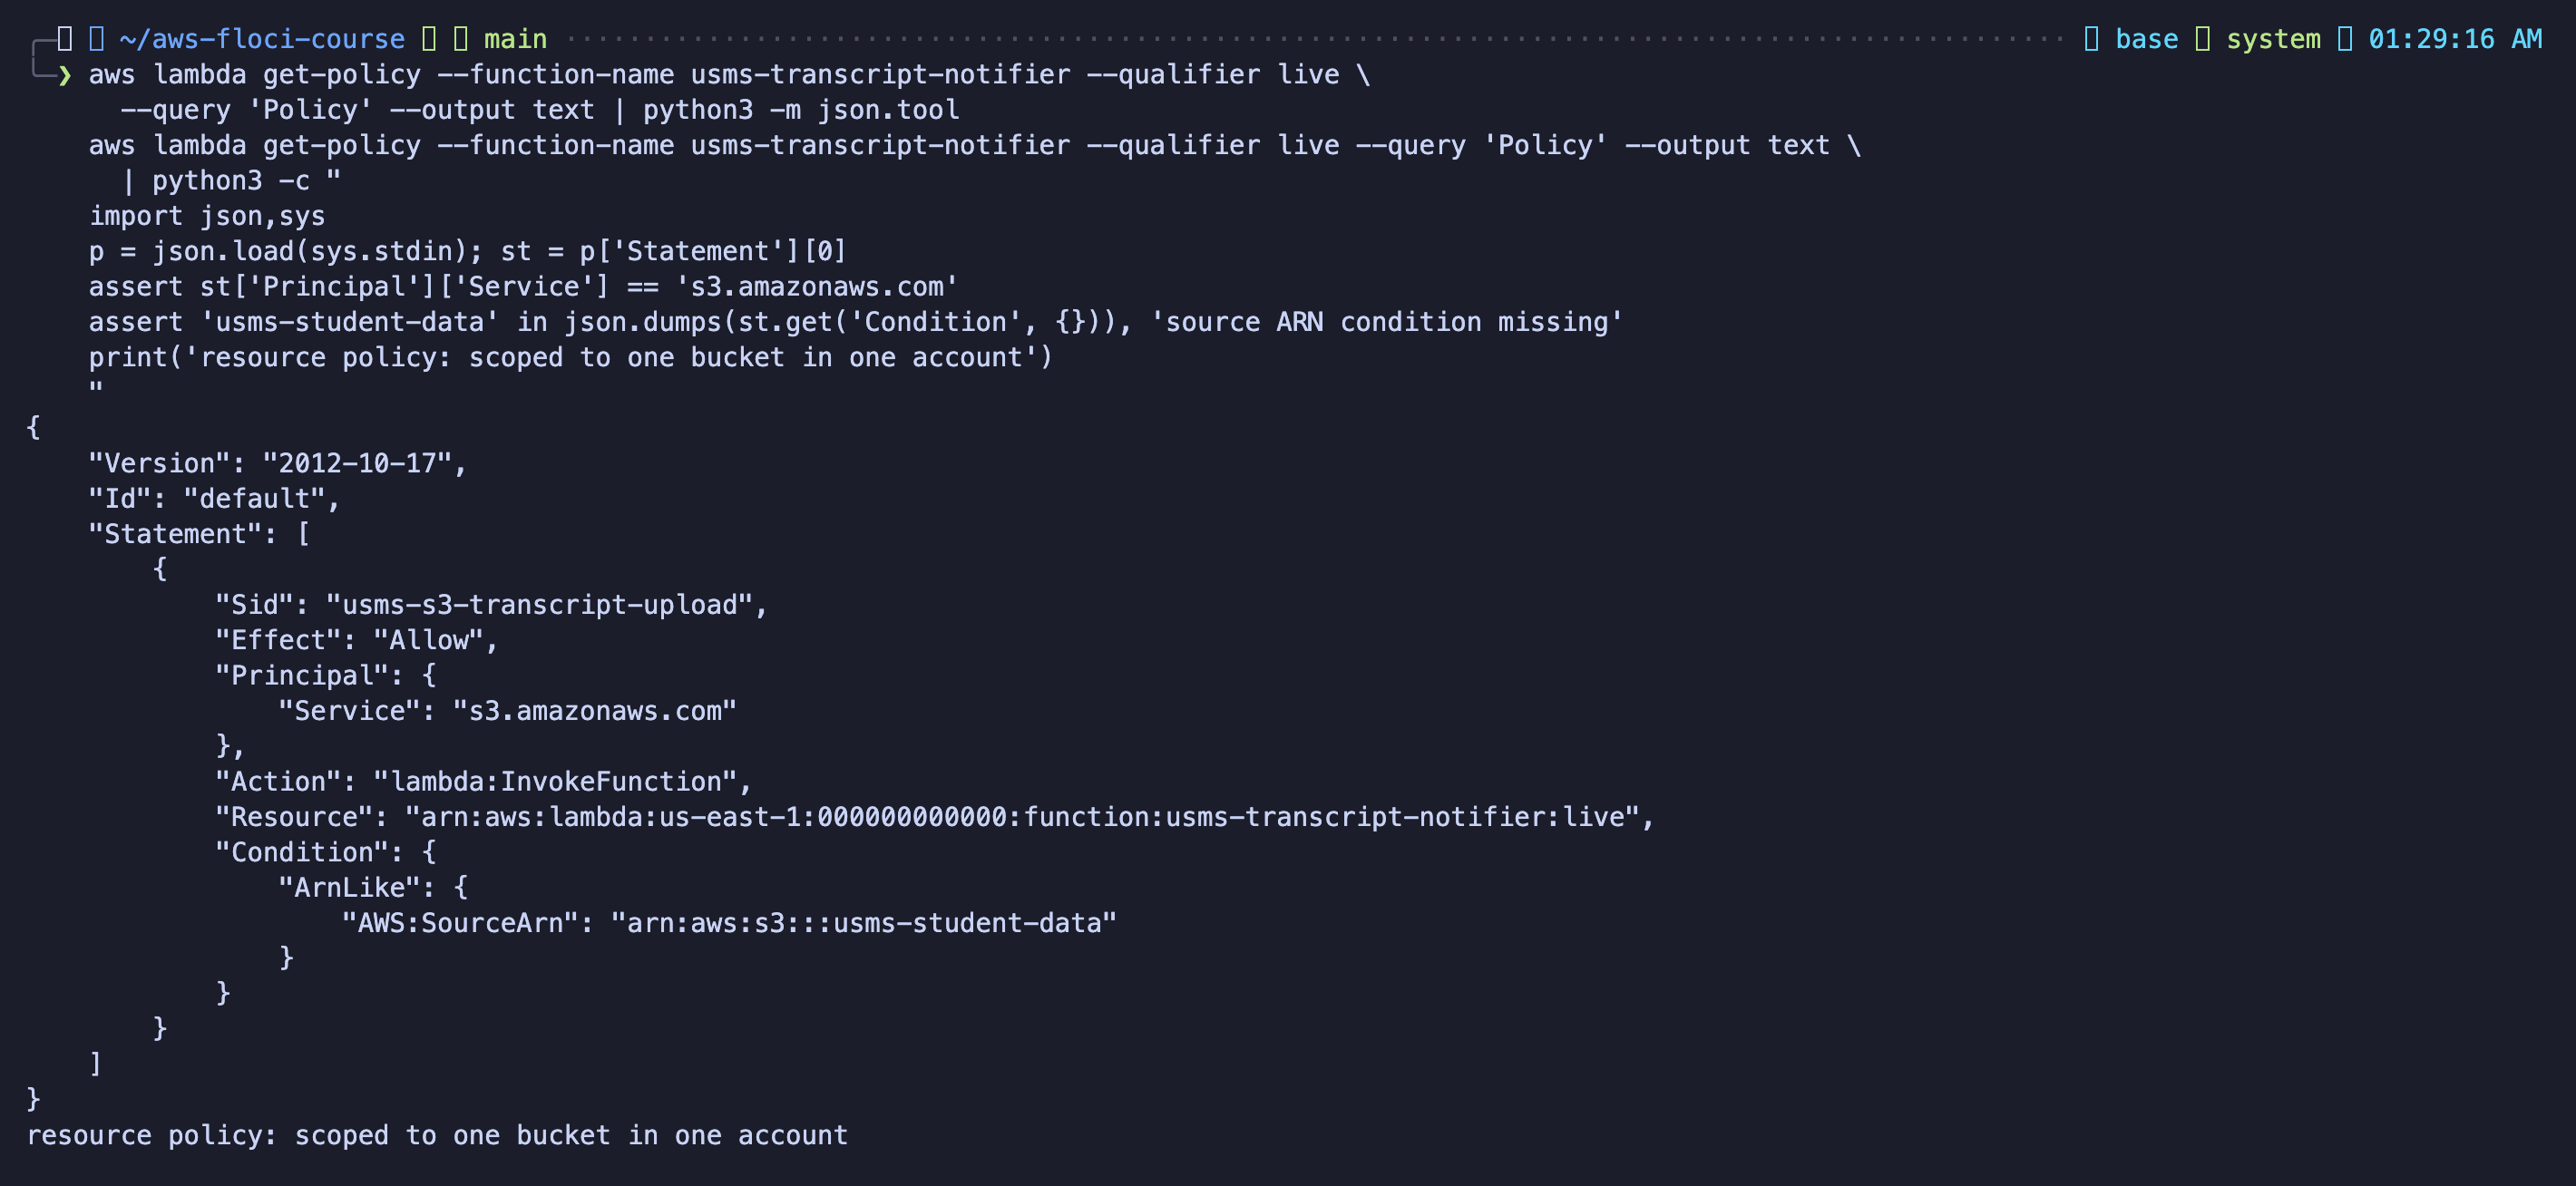 ~/aws-floci-course main base system 01:29:16 AM
❯ aws lambda get-policy --function-name usms-transcript-notifier --qualifier live \
--query 'Policy' --output text | python3 -m json.tool
aws lambda get-policy --function-name usms-transcript-notifier --qualifier live --query 'Policy' --output text \
| python3 -c "
import json,sys
p = json.load(sys.stdin); st = p['Statement'][0]
assert st['Principal']['Service'] == 's3.amazonaws.com'
assert 'usms-student-data' in json.dumps(st.get('Condition', {})), 'source ARN condition missing'
print('resource policy: scoped to one bucket in one account')
"
{
    "Version": "2012-10-17",
    "Id": "default",
    "Statement": [
        {
            "Sid": "usms-s3-transcript-upload",
            "Effect": "Allow",
            "Principal": {
                "Service": "s3.amazonaws.com"
            },
            "Action": "lambda:InvokeFunction",
            "Resource": "arn:aws:lambda:us-east-1:000000000000:function:usms-transcript-notifier:live",
            "Condition": {
                "ArnLike": {
                    "AWS:SourceArn": "arn:aws:s3:::usms-student-data"
                }
            }
        }
    ]
}
resource policy: scoped to one bucket in one account